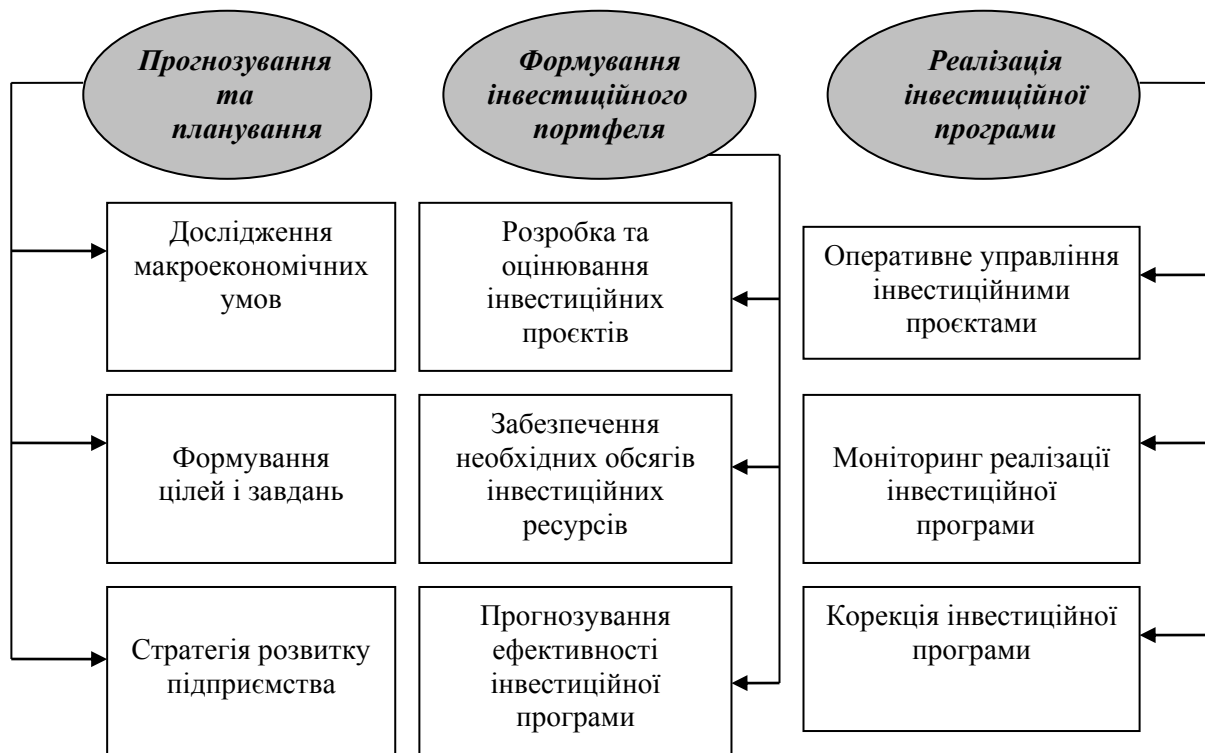 Прогнозування
та
планування
Формування
інвестиційного
портфеля
Реалізація
інвестиційної
програми
Дослідження
макроекономічних
умов
Розробка та
оцінювання
інвестиційних
проєктів
Оперативне управління
інвестиційними
проєктами
Формування
цілей і завдань
Забезпечення
необхідних обсягів
інвестиційних
ресурсів
Моніторинг реалізації
інвестиційної
програми
Стратегія розвитку
підприємства
Прогнозування
ефективності
інвестиційної
програми
Корекція інвестиційної
програми